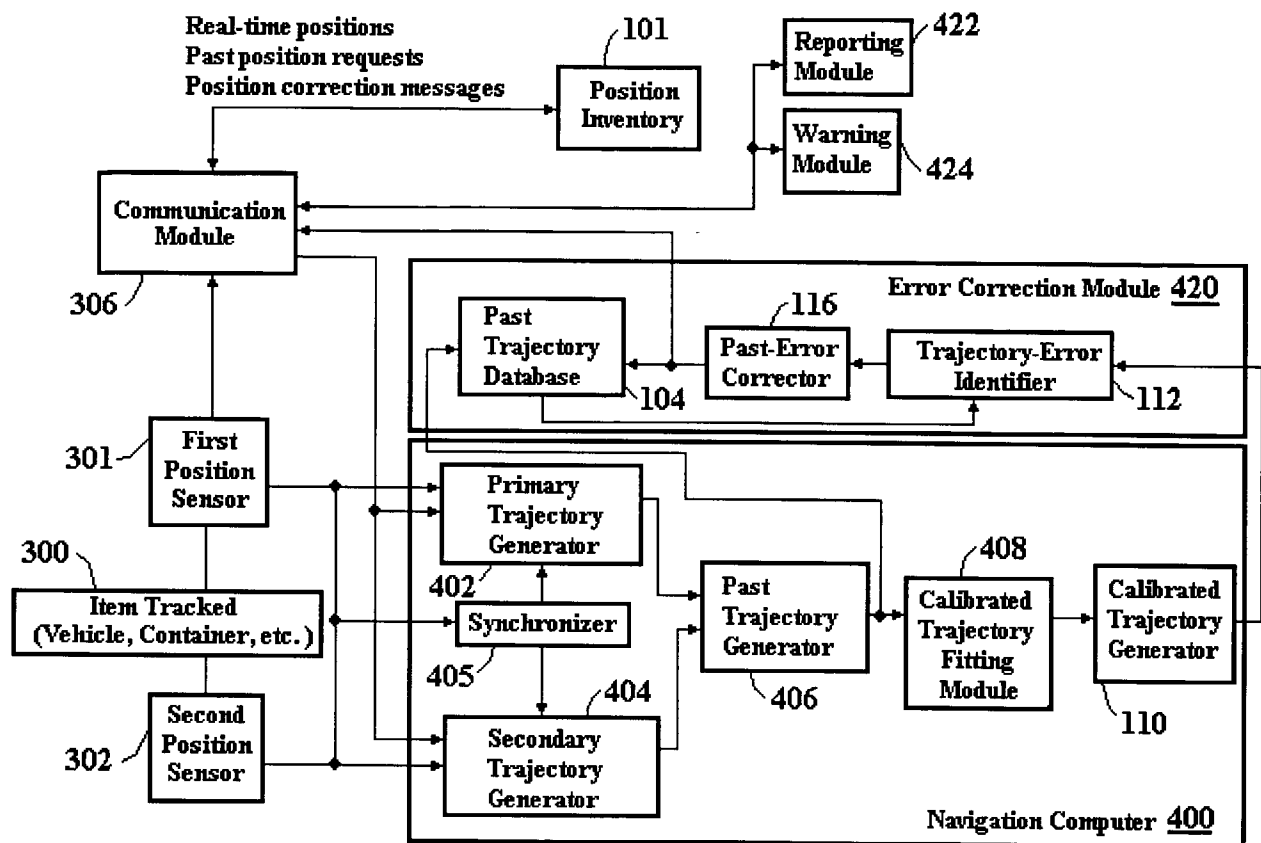 Real-time positions
Past position requests
Position correction messages
101
Position
Inventory
422
Reporting
Module
Warning
Module
424
Communication
Module
306
Error Correction Module 420
Past
Trajectory
Database
104
116
Past-Error
Corrector
Trajectory-Error
Identifier
112
301
First
Position
Sensor
300
Item Tracked
(Vehicle, Container, etc.)
302
Second
Position
Sensor
Primary
Trajectory
Generator
402
Synchronizer
405
404
Secondary
Trajectory
Generator
Past
Trajectory
Generator
406
408
Calibrated
Trajectory
Fitting
Module
Calibrated
Trajectory
Generator
110
Navigation Computer 400